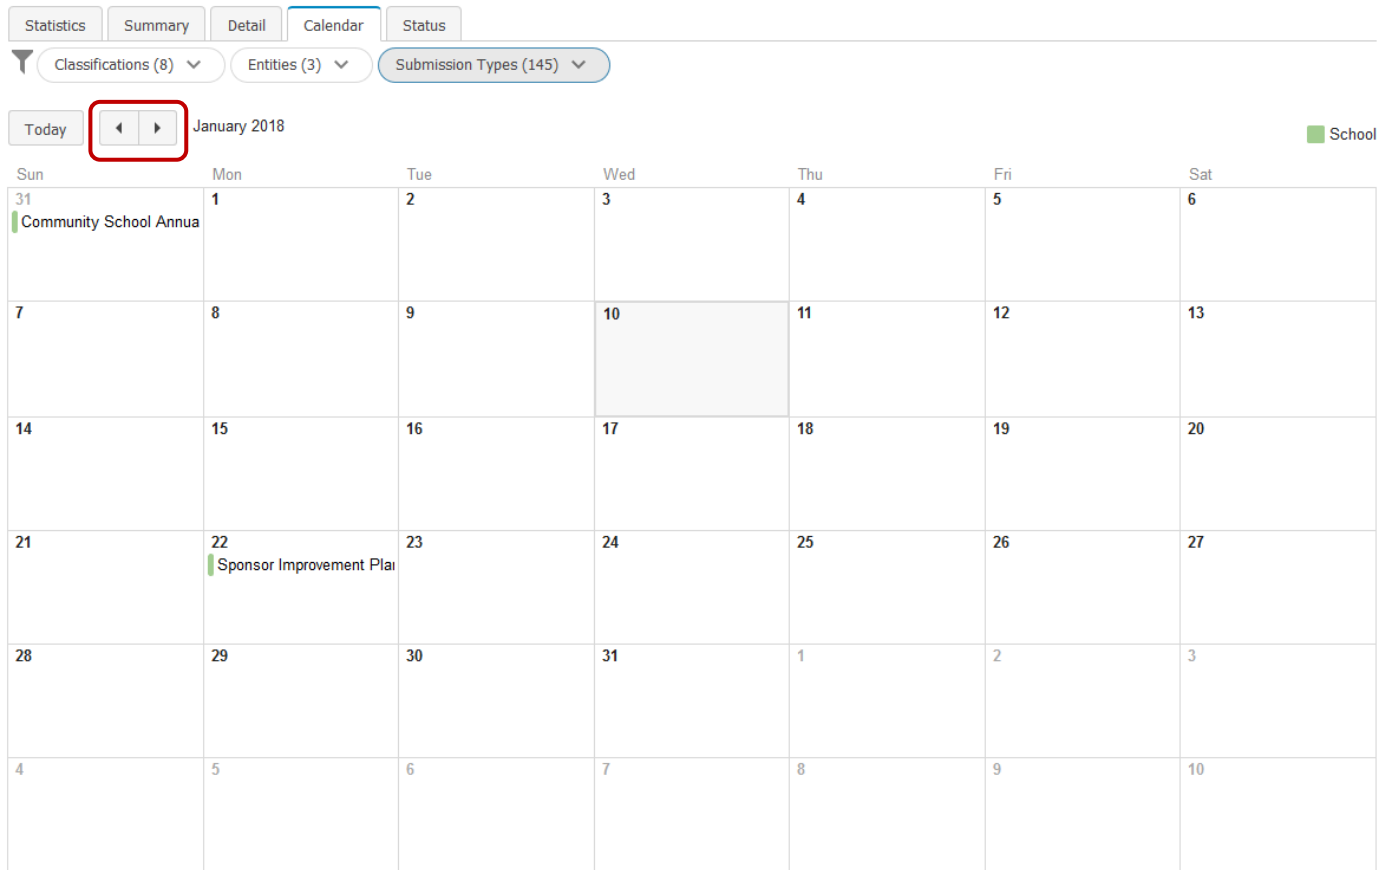 Statistics Summary Detail Calendar Status
Classifications (8) Entities (3) Submission Types (145)
Today January 2018
School
Sun Mon Tue Wed Thu Fri Sat
31 1 2 3 4 5 6
Community School Annua
7 8 9 10 11 12 13
14 15 16 17 18 19 20
21 22 23 24 25 26 27
Sponsor Improvement Plan
28 29 30 31 1 2 3
4 5 6 7 8 9 10